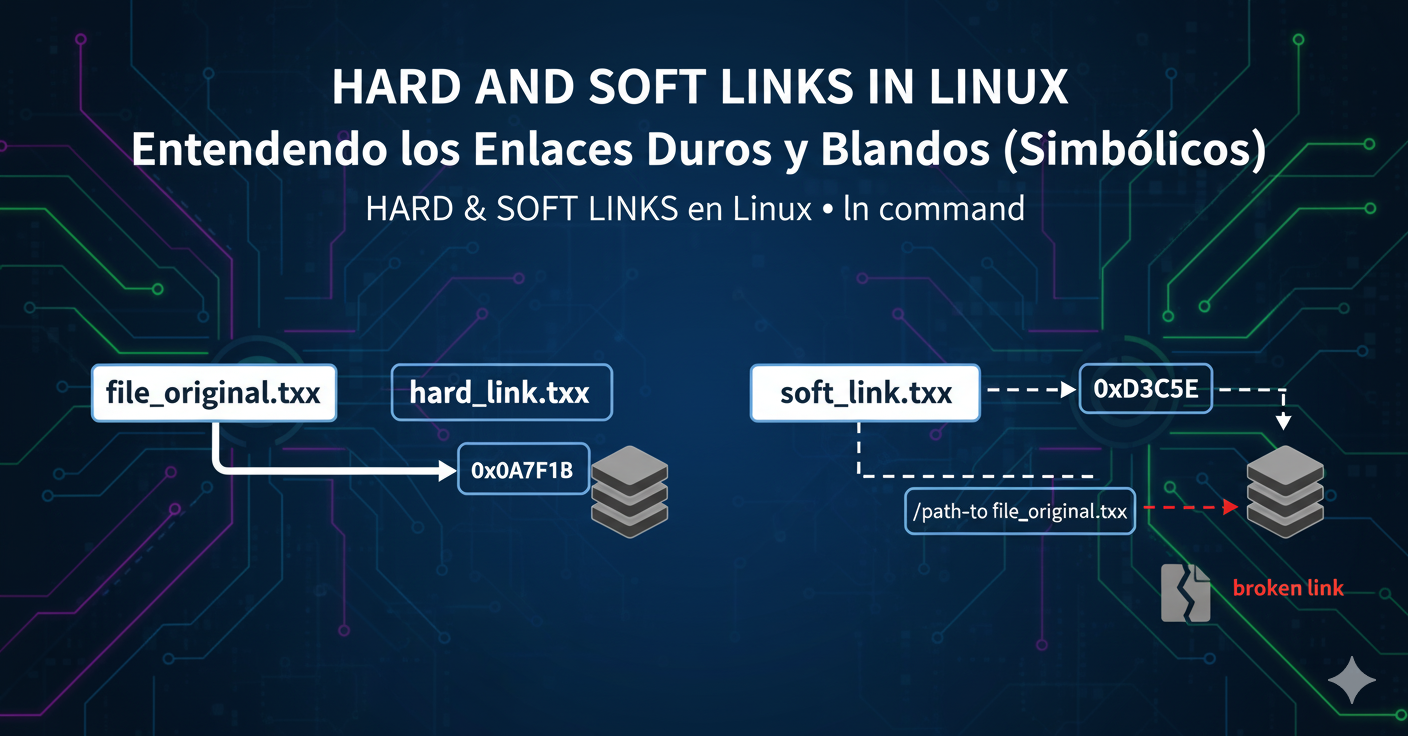 HARD AND SOFT LINKS IN LINUX
Entendendo los Enlaces Duros y Blandos (Simbólicos)
HARD & SOFT LINKS en Linux • ln command
file_original.txx
hard_link.txx
0x0A7F1B
soft_link.txx
0xD3C5E
/path-to file_original.txx
broken link